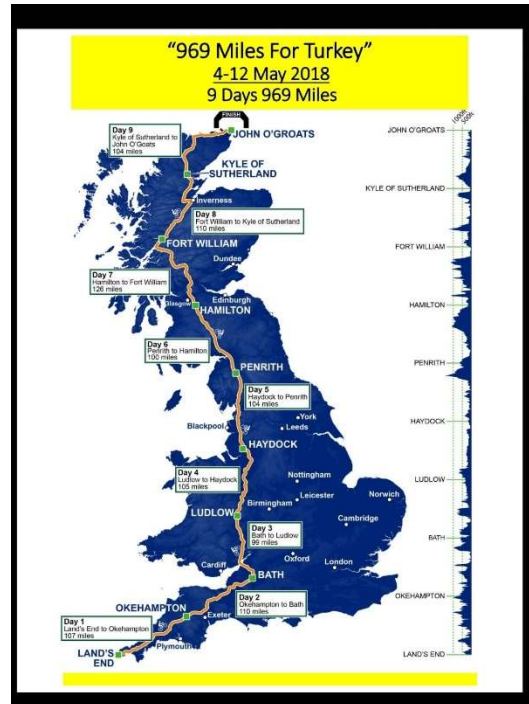 “969 Miles For Turkey”
4-12 May 2018
9 Days 969 Miles
FINISH
JOHN O'GROATS
Day 9
Kyle of Sutherland to
John O'Goats
104 miles
KYLE OF
SUTHERLAND
Inverness
Day 8
Fort William to Kyle of Sutherland
110 miles
FORT WILLIAM
Dundee
Day 7
Hamilton to Fort William
126 miles
Edinburgh
Glasgow
HAMILTON
Day 6
Penrith to Hamilton
100 miles
PENRITH
Day 5
Haydock to Penrith
104 miles
York
Leeds
Blackpool
HAYDOCK
Day 4
Ludlow to Haydock
105 miles
Nottingham
Leicester
Norwich
Birmingham
LUDLOW
Cambridge
Day 3
Bath to Ludlow
99 miles
Oxford
London
Cardiff
BATH
Day 2
Okehampton to Bath
110 miles
OKEHAMPTON
Exeter
Day 1
Land's End to Okehampton
107 miles
Plymouth
LAND'S
END
1000ft
500ft
JOHN O'GROATS
KYLE OF SUTHERLAND
FORT WILLIAM
HAMILTON
PENRITH
HAYDOCK
LUDLOW
BATH
OKEHAMPTON
LAND'S END